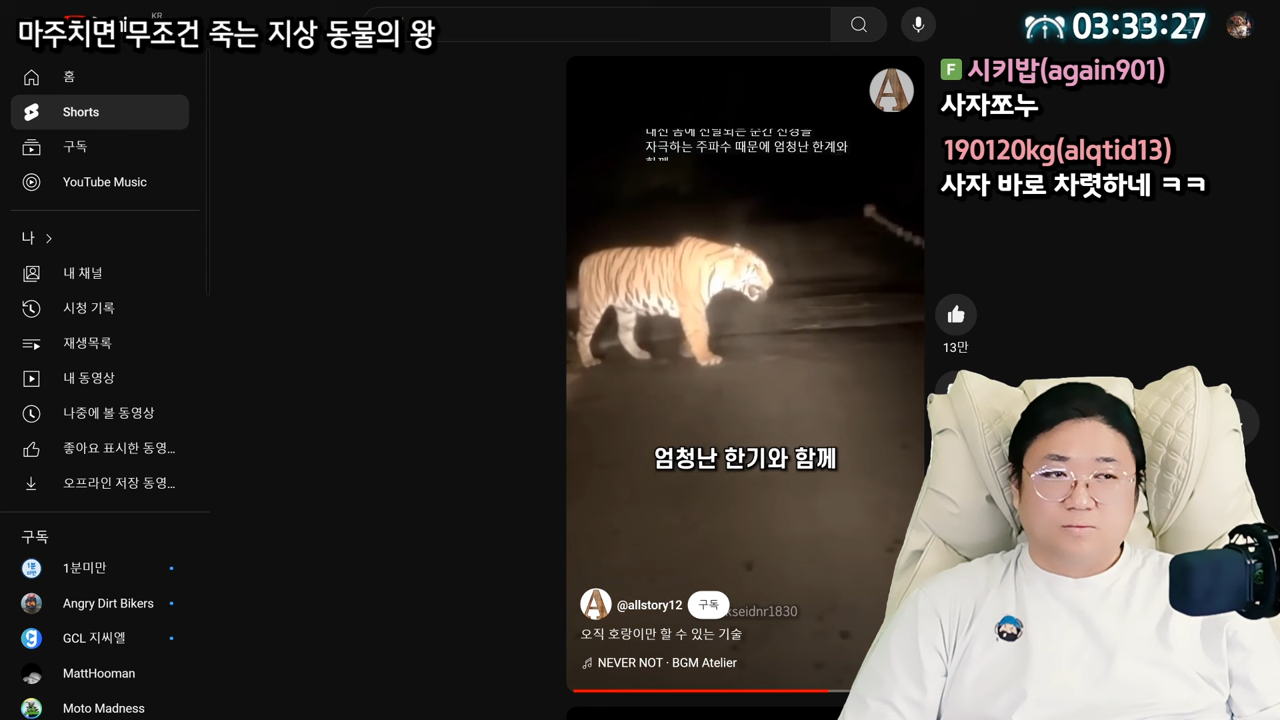 KR
마주치면 무조건 죽는 지상 동물의 왕
03:33:27
홈
Shorts
구독
YouTube Music
나
내 채널
시청 기록
재생목록
내 동영상
나중에 볼 동영상
좋아요 표시한 동영...
오프라인 저장 동영...
구독
1분미만
Angry Dirt Bikers
GCL 지씨엘
MattHooman
Moto Madness
A
자극하는 주파수 때문에 엄청난 한계와
엄청난 한기와 함께
A
@allstory12
구독
kseidnr1830
오직 호랑이만 할 수 있는 기술
NEVER NOT · BGM Atelier
F 시키밥(again901)
사자쪼누
190120kg(alqtid13)
사자 바로 차렷하네 ㅋㅋ
13만